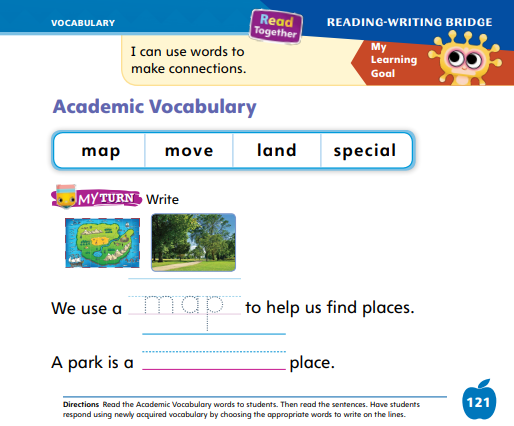 VOCABULARY
Read
Together
READING-WRITING BRIDGE
I can use words to
make connections.
My
Learning
Goal
Academic Vocabulary
map move land special
MY TURN Write
We use a map to help us find places.
A park is a place.
Directions Read the Academic Vocabulary words to students. Then read the sentences. Have students
respond using newly acquired vocabulary by choosing the appropriate words to write on the lines.
121